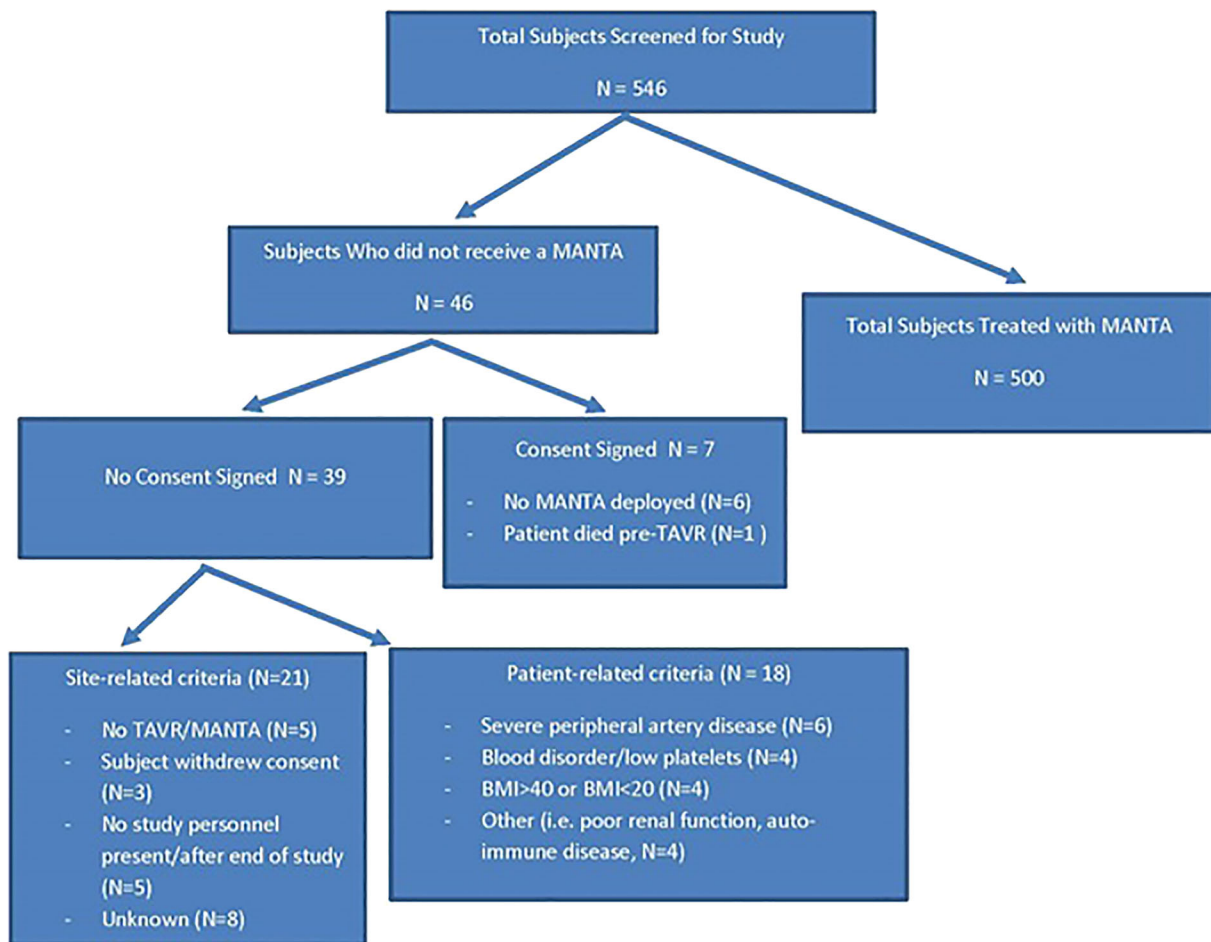 Total Subjects Screened for Study
N = 546
Subjects Who did not receive a MANTA
N = 46
Total Subjects Treated with MANTA
N = 500
No Consent Signed N = 39
Consent Signed N = 7
- No MANTA deployed (N=6)
- Patient died pre-TAVR (N=1 )
Site-related criteria (N=21)
- No TAVR/MANTA (N=5)
- Subject withdrew consent
(N=3)
- No study personnel
present/after end of study
(N=5)
- Unknown (N=8)
Patient-related criteria (N = 18)
- Severe peripheral artery disease (N=6)
- Blood disorder/low platelets (N=4)
- BMI>40 or BMI<20 (N=4)
- Other (i.e. poor renal function, auto-
immune disease, N=4)